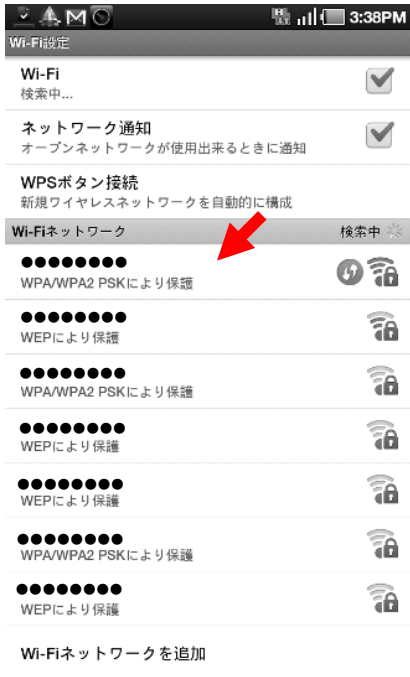 3:38PM
Wi-Fi設定
Wi-Fi
検索中...
ネットワーク通知
オープンネットワークが使用出来るときに通知
WPSボタン接続
新規ワイヤレスネットワークを自動的に構成
Wi-Fiネットワーク 検索中
●●●●●●●●
WPA/WPA2 PSKにより保護
●●●●●●●●
WEPにより保護
●●●●●●●●
WPA/WPA2 PSKにより保護
●●●●●●●●
WEPにより保護
●●●●●●●●
WEPにより保護
●●●●●●●●
WPA/WPA2 PSKにより保護
●●●●●●●●
WEPにより保護
Wi-Fiネットワークを追加